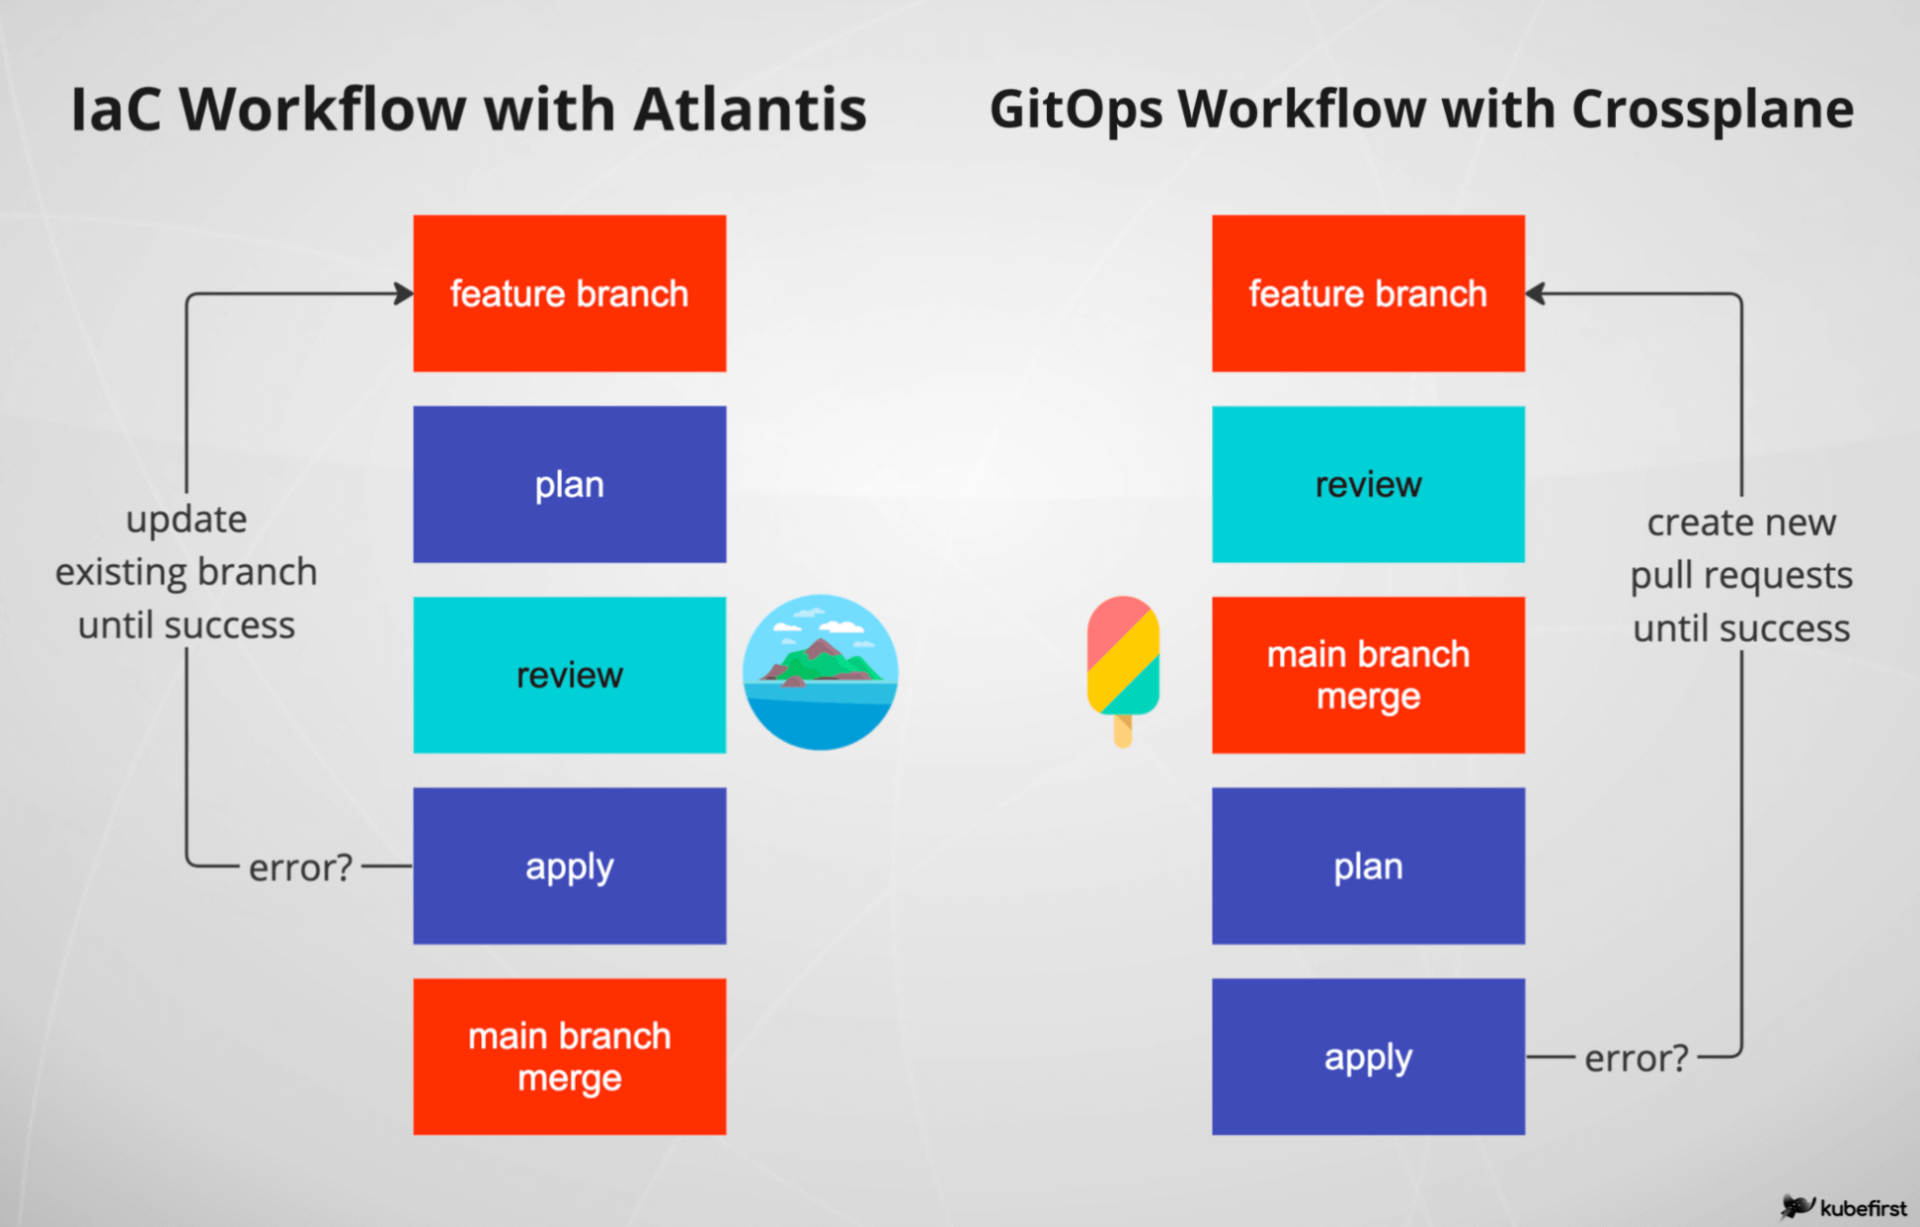 IaC Workflow with Atlantis
feature branch
plan
review
apply
main branch
merge
update
existing branch
until success
error?
GitOps Workflow with Crossplane
feature branch
review
main branch
merge
plan
apply
create new
pull requests
until success
error?
kubefirst